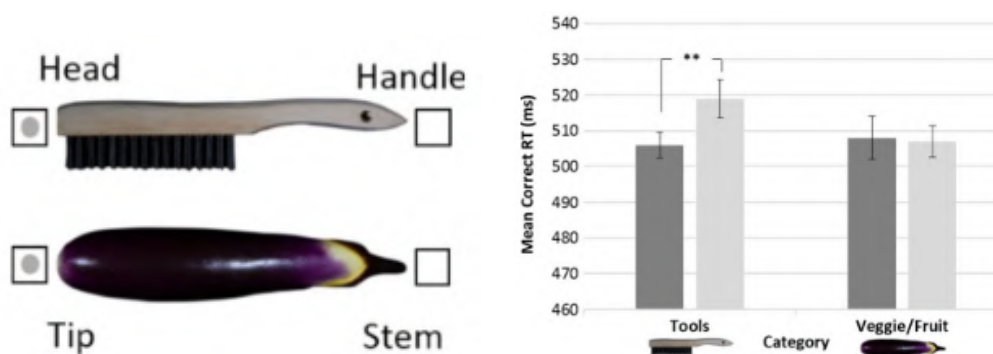 Head
Handle
Tip
Stem
Mean Correct RT (ms)
540
530
520
510
500
490
480
470
460
**
Tools
Veggie/Fruit
Category